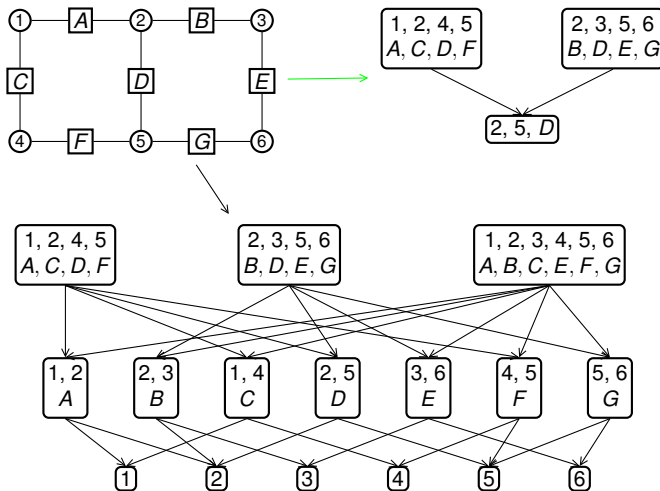 1 A 2 B 3
C D E
4 F 5 G 6
1, 2, 4, 5
A, C, D, F
2, 3, 5, 6
B, D, E, G
2, 5, D
1, 2, 4, 5
A, C, D, F
2, 3, 5, 6
B, D, E, G
1, 2, 3, 4, 5, 6
A, B, C, E, F, G
1, 2
A
2, 3
B
1, 4
C
2, 5
D
3, 6
E
4, 5
F
5, 6
G
1 2 3 4 5 6